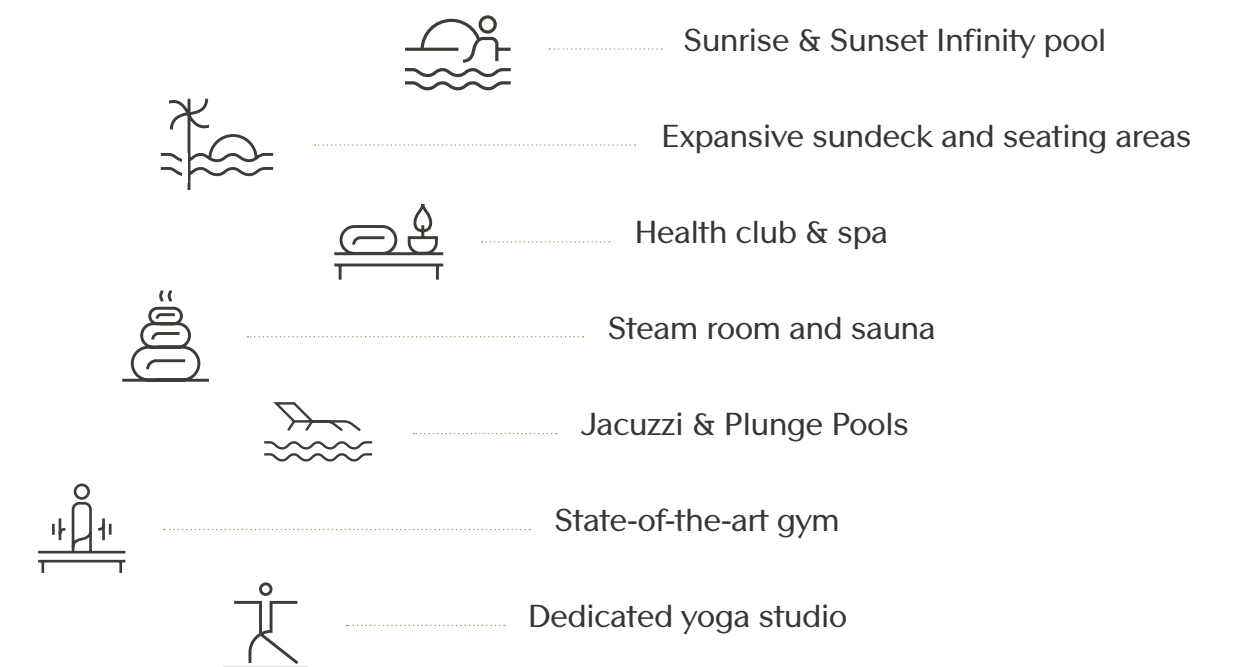 Sunrise & Sunset Infinity pool
Expansive sundeck and seating areas
Health club & spa
Steam room and sauna
Jacuzzi & Plunge Pools
State-of-the-art gym
Dedicated yoga studio